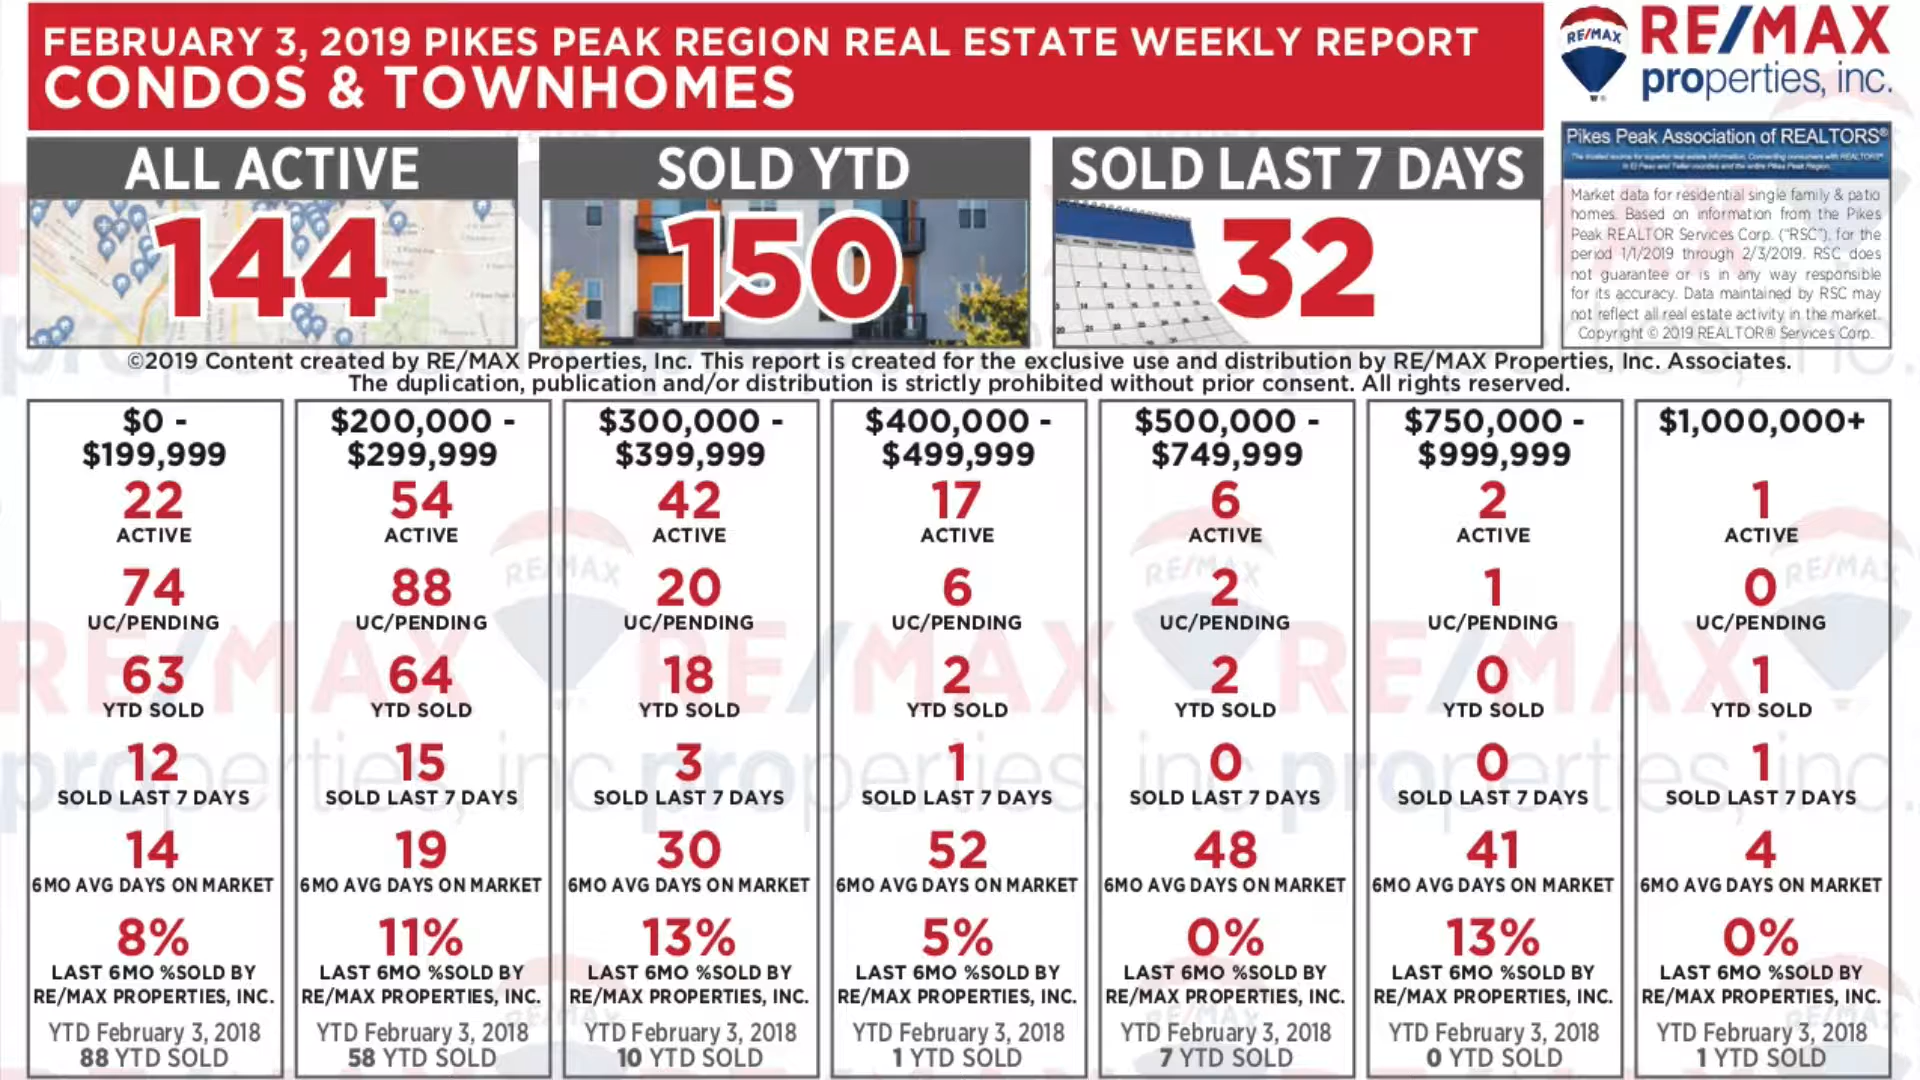 FEBRUARY 3, 2019 PIKES PEAK REGION REAL ESTATE WEEKLY REPORT
CONDOS & TOWNHOMES
RE/MAX
RE/MAX
properties, inc.
ALL ACTIVE
144
SOLD YTD
150
SOLD LAST 7 DAYS
32
Pikes Peak Association of REALTORS®
Market data for residential single family & patio
homes. Based on information from the Pikes
Peak REALTOR Services Corp. ("RSC"), for the
period 1/1/2019 through 2/3/2019. RSC does
not guarantee or is in any way responsible
for its accuracy. Data maintained by RSC may
not reflect all real estate activity in the market.
Copyright © 2019 REALTOR® Services Corp.
©2019 Content created by RE/MAX Properties, Inc. This report is created for the exclusive use and distribution by RE/MAX Properties, Inc. Associates.
The duplication, publication and/or distribution is strictly prohibited without prior consent. All rights reserved.
$0 -
$199,999
22
ACTIVE
74
UC/PENDING
63
YTD SOLD
12
SOLD LAST 7 DAYS
14
6MO AVG DAYS ON MARKET
8%
LAST 6MO %SOLD BY
RE/MAX PROPERTIES, INC.
YTD February 3, 2018
88 YTD SOLD
$200,000 -
$299,999
54
ACTIVE
88
UC/PENDING
64
YTD SOLD
15
SOLD LAST 7 DAYS
19
6MO AVG DAYS ON MARKET
11%
LAST 6MO %SOLD BY
RE/MAX PROPERTIES, INC.
YTD February 3, 2018
58 YTD SOLD
$300,000 -
$399,999
42
ACTIVE
20
UC/PENDING
18
YTD SOLD
3
SOLD LAST 7 DAYS
30
6MO AVG DAYS ON MARKET
13%
LAST 6MO %SOLD BY
RE/MAX PROPERTIES, INC.
YTD February 3, 2018
10 YTD SOLD
$400,000 -
$499,999
17
ACTIVE
6
UC/PENDING
2
YTD SOLD
1
SOLD LAST 7 DAYS
52
6MO AVG DAYS ON MARKET
5%
LAST 6MO %SOLD BY
RE/MAX PROPERTIES, INC.
YTD February 3, 2018
1 YTD SOLD
$500,000 -
$749,999
6
ACTIVE
2
UC/PENDING
2
YTD SOLD
0
SOLD LAST 7 DAYS
48
6MO AVG DAYS ON MARKET
0%
LAST 6MO %SOLD BY
RE/MAX PROPERTIES, INC.
YTD February 3, 2018
7 YTD SOLD
$750,000 -
$999,999
2
ACTIVE
1
UC/PENDING
0
YTD SOLD
0
SOLD LAST 7 DAYS
41
6MO AVG DAYS ON MARKET
13%
LAST 6MO %SOLD BY
RE/MAX PROPERTIES, INC.
YTD February 3, 2018
0 YTD SOLD
$1,000,000+
1
ACTIVE
0
UC/PENDING
1
YTD SOLD
1
SOLD LAST 7 DAYS
4
6MO AVG DAYS ON MARKET
0%
LAST 6MO %SOLD BY
RE/MAX PROPERTIES, INC.
YTD February 3, 2018
1 YTD SOLD